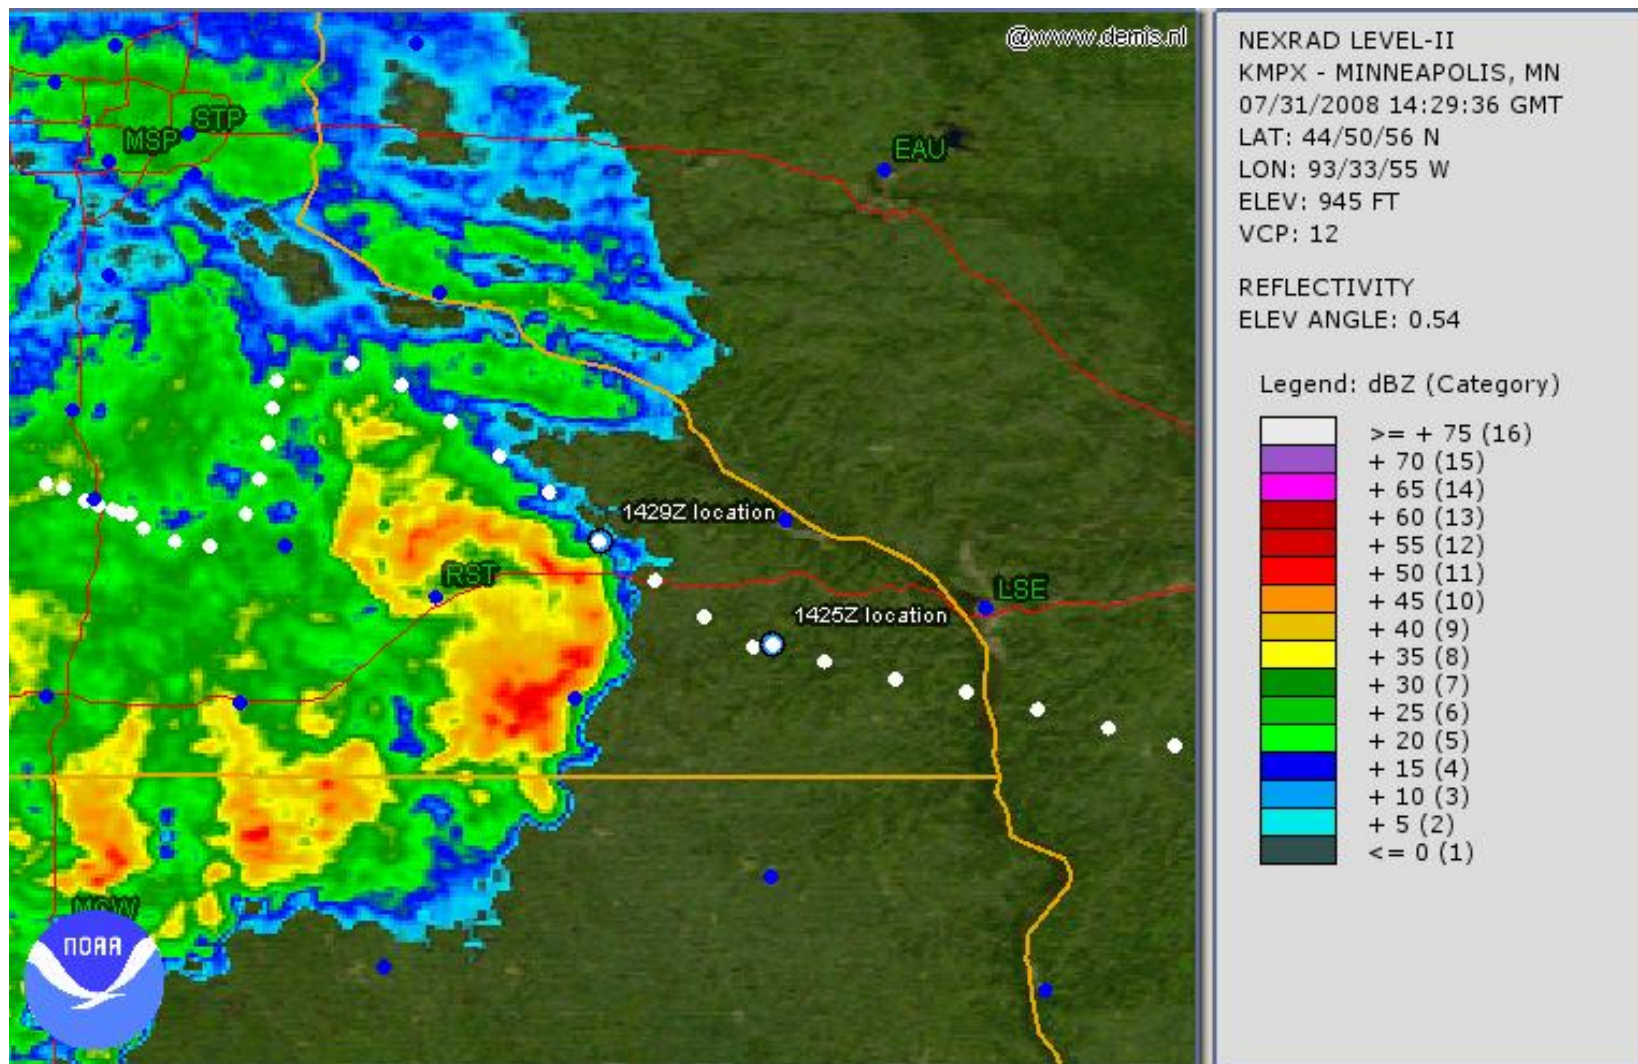 @www.demis.nl
STP
MSP
EAU
1429Z location
RST
LSE
1425Z location
MCW
NOAA
NEXRAD LEVEL-II
KMPX - MINNEAPOLIS, MN
07/31/2008 14:29:36 GMT
LAT: 44/50/56 N
LON: 93/33/55 W
ELEV: 945 FT
VCP: 12
REFLECTIVITY
ELEV ANGLE: 0.54
Legend: dBZ (Category)
>= + 75 (16)
+ 70 (15)
+ 65 (14)
+ 60 (13)
+ 55 (12)
+ 50 (11)
+ 45 (10)
+ 40 (9)
+ 35 (8)
+ 30 (7)
+ 25 (6)
+ 20 (5)
+ 15 (4)
+ 10 (3)
+ 5 (2)
<= 0 (1)